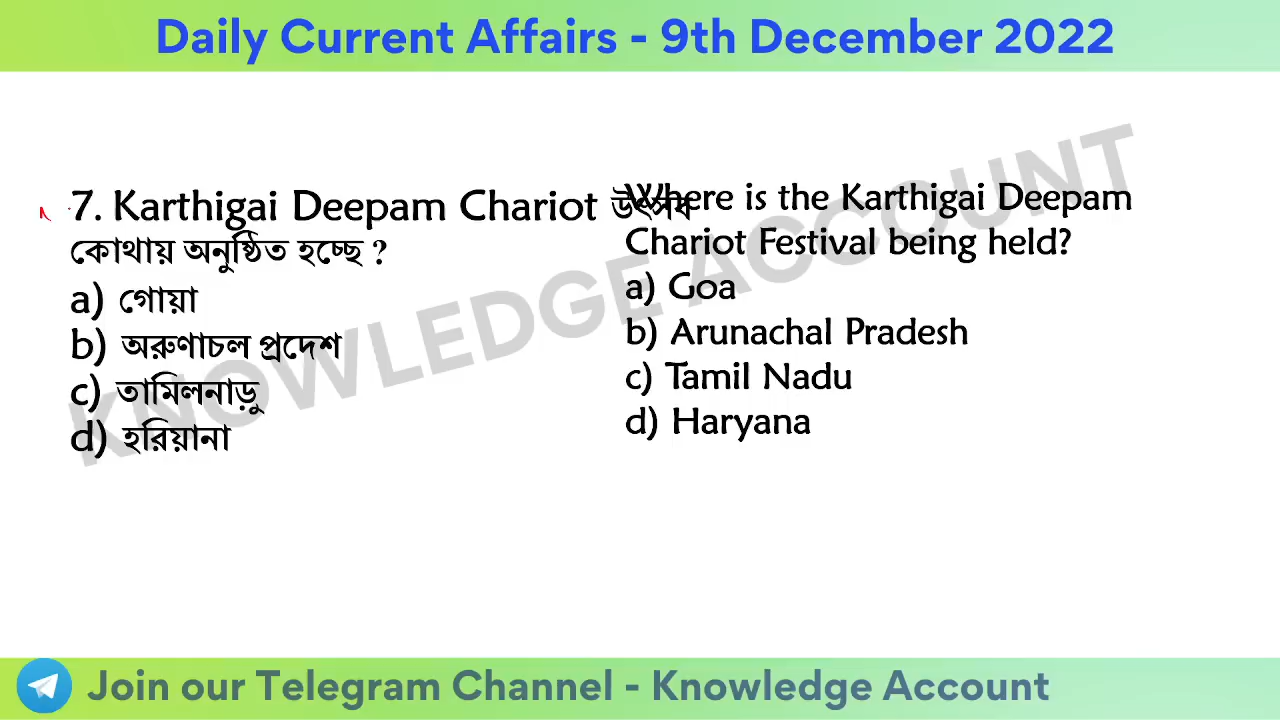 Daily Current Affairs - 9th December 2022
7. Karthigai Deepam Chariot উৎসব
কোথায় অনুষ্ঠিত হচ্ছে ?
a) গোয়া
b) অরুণাচল প্রদেশ
c) তামিলনাড়ু
d) হরিয়ানা
Where is the Karthigai Deepam
Chariot Festival being held?
a) Goa
b) Arunachal Pradesh
c) Tamil Nadu
d) Haryana
KNOWLEDGE ACCOUNT
Join our Telegram Channel - Knowledge Account